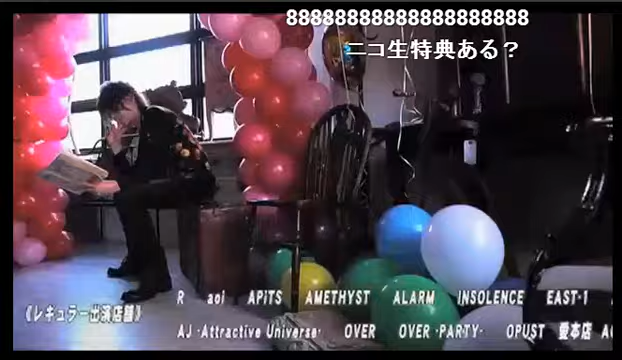 88888888888888888888
ニコ生特典ある？
R aoi APiTS AMETHYST ALARM INSOLENCE EAST-1
《レギュラー出演店舗》
AJ -Attractive Universe- OVER OVER -PARTY- OPUST 愛本店